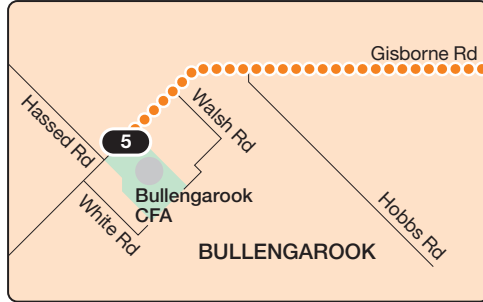 Gisborne Rd
Walsh Rd
Hassed Rd
5
Bullengarook
CFA
White Rd
Hobbs Rd
BULLENGAROOK